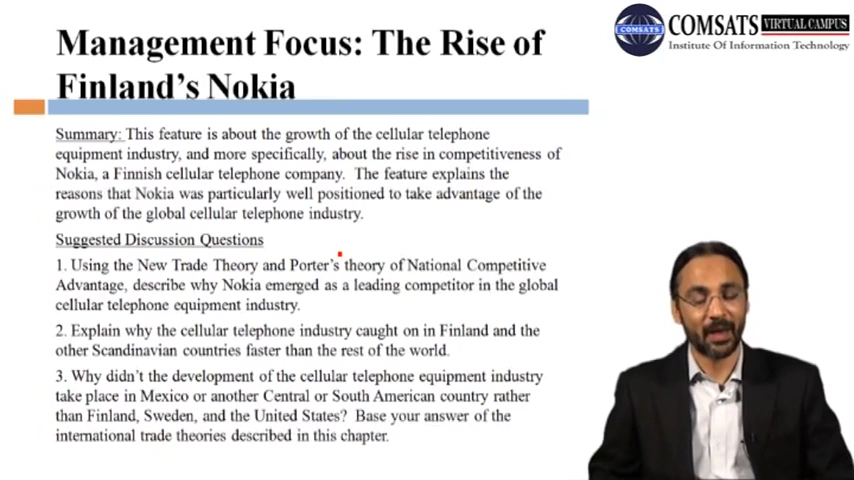 Management Focus: The Rise of
Finland's Nokia
COMSATS
COMSATS VIRTUAL CAMPUS
Institute Of Information Technology
Summary: This feature is about the growth of the cellular telephone
equipment industry, and more specifically, about the rise in competitiveness of
Nokia, a Finnish cellular telephone company. The feature explains the
reasons that Nokia was particularly well positioned to take advantage of the
growth of the global cellular telephone industry.
Suggested Discussion Questions
1. Using the New Trade Theory and Porter's theory of National Competitive
Advantage, describe why Nokia emerged as a leading competitor in the global
cellular telephone equipment industry.
2. Explain why the cellular telephone industry caught on in Finland and the
other Scandinavian countries faster than the rest of the world.
3. Why didn't the development of the cellular telephone equipment industry
take place in Mexico or another Central or South American country rather
than Finland, Sweden, and the United States? Base your answer of the
international trade theories described in this chapter.